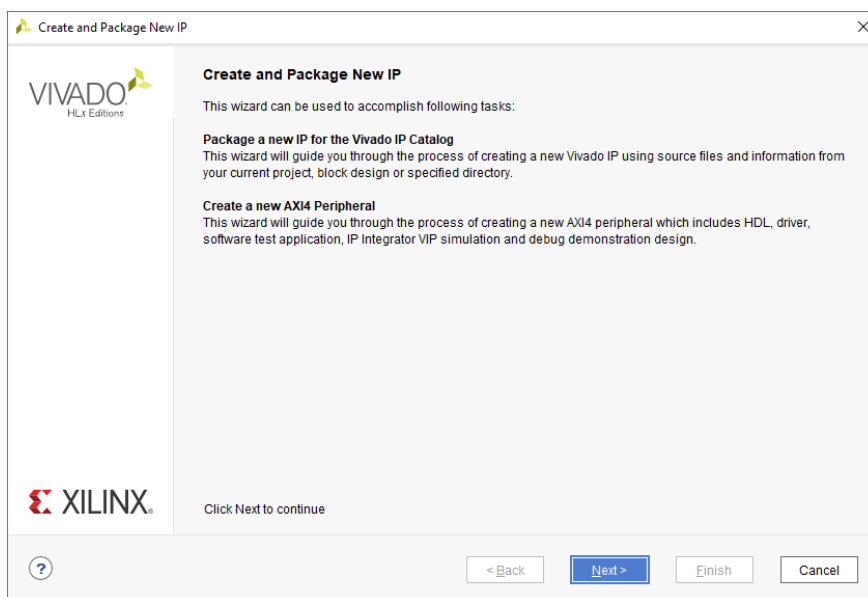 Create and Package New IP
VIVADO.
HLx Editions
Create and Package New IP
This wizard can be used to accomplish following tasks:
Package a new IP for the Vivado IP Catalog
This wizard will guide you through the process of creating a new Vivado IP using source files and information from
your current project, block design or specified directory.
Create a new AXI4 Peripheral
This wizard will guide you through the process of creating a new AXI4 peripheral which includes HDL, driver,
software test application, IP Integrator VIP simulation and debug demonstration design.
XILINX.
Click Next to continue
?
< Back
Next >
Finish
Cancel